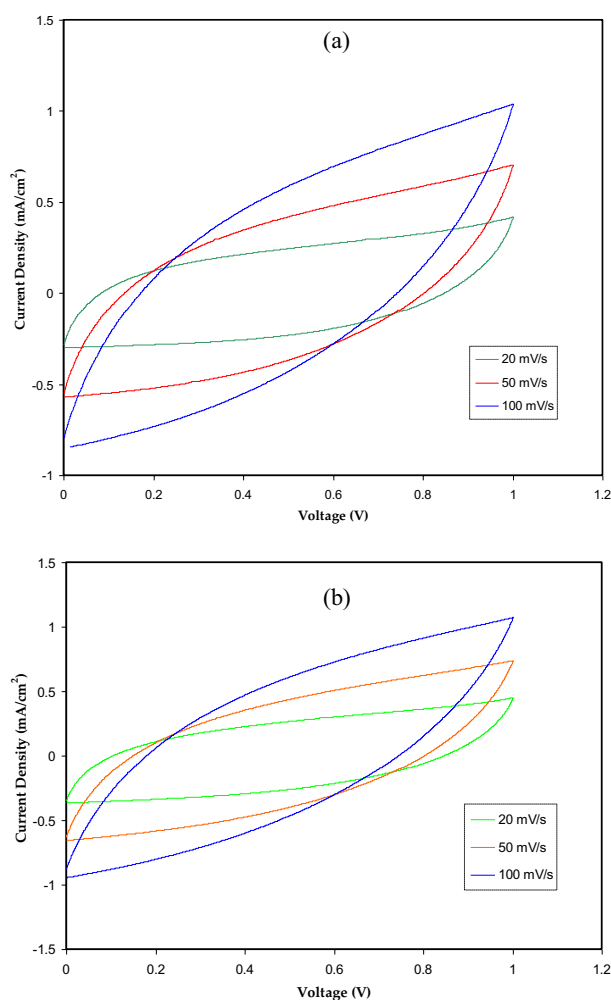 (a)
1.5
1
0.5
0
-0.5
-1
Current Density (mA/cm²)
0 0.2 0.4 0.6 0.8 1 1.2
Voltage (V)
20 mV/s
50 mV/s
100 mV/s
(b)
1.5
1
0.5
0
-0.5
-1
-1.5
Current Density (mA/cm²)
0 0.2 0.4 0.6 0.8 1 1.2
Voltage (V)
20 mV/s
50 mV/s
100 mV/s